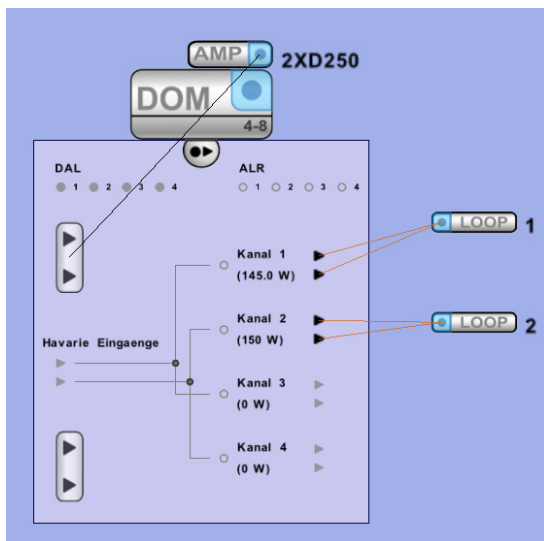 AMP 2XD250
DOM
4-8
DAL ALR
1 2 3 4 1 2 3 4
Kanal 1
(145.0 W)
LOOP 1
Kanal 2
(150 W)
LOOP 2
Havarie Eingaenge
Kanal 3
(0 W)
Kanal 4
(0 W)